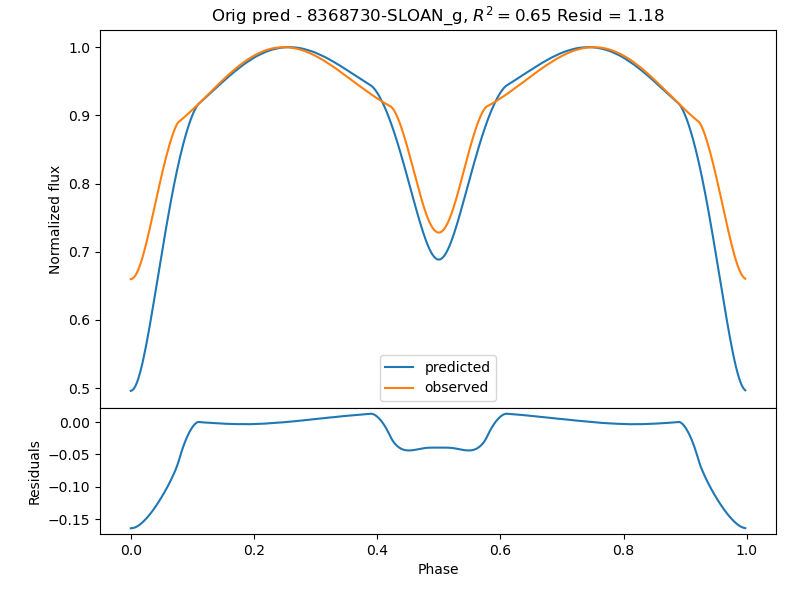 Orig pred - 8368730-SLOAN_g, $R^2 = 0.65$ Resid = 1.18
1.0
0.9
0.8
0.7
0.6
0.5
Normalized flux
predicted
observed
0.00
−0.05
−0.10
−0.15
Residuals
0.0 0.2 0.4 0.6 0.8 1.0
Phase